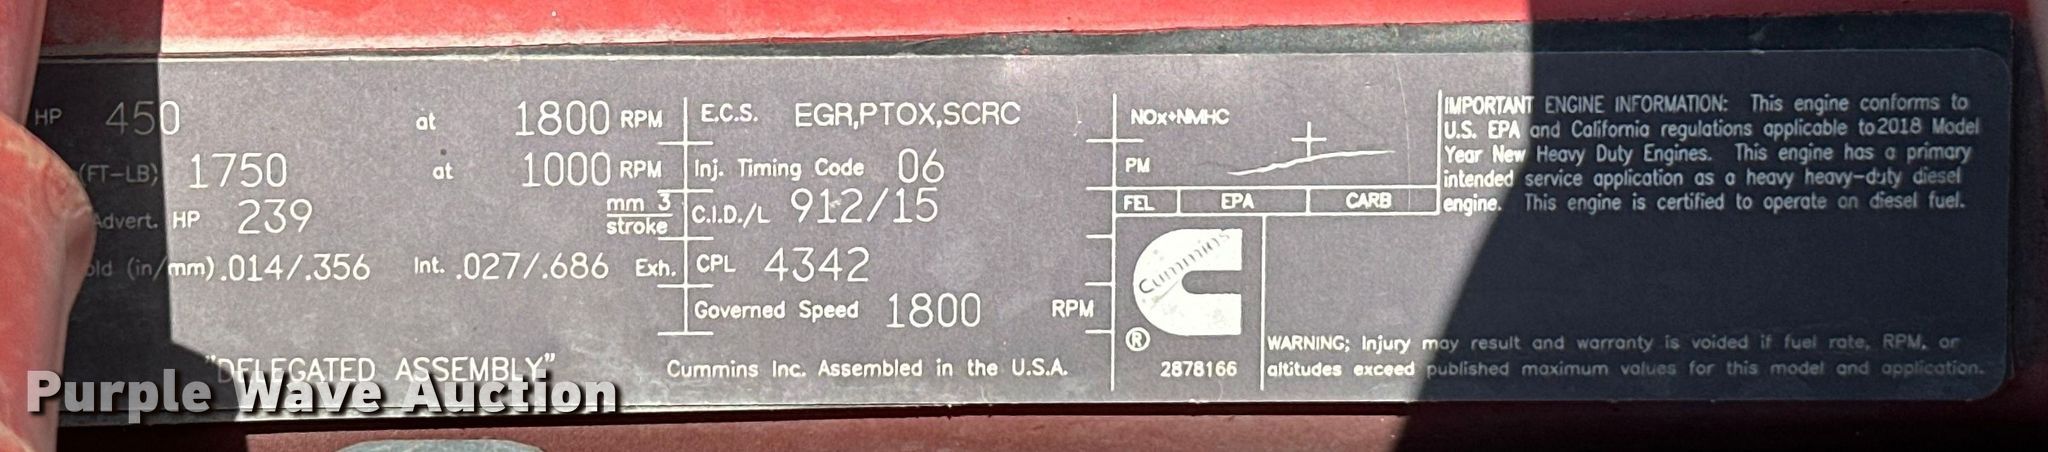 HP 450 at 1800 RPM
(FT-LB) 1750 at 1000 RPM
Advert. HP 239 mm 3
stroke
old (in/mm) .014/.356 Int. .027/.686 Exh.
"DELEGATED ASSEMBLY"
E.C.S. EGR,PTOX,SCRC
Inj. Timing Code 06
C.I.D./L 912/15
CPL 4342
Governed Speed 1800 RPM
Cummins Inc. Assembled in the U.S.A.
NOx+NMHC
PM
FEL EPA CARB
Cummins
®
2878166
IMPORTANT ENGINE INFORMATION: This engine conforms to
U.S. EPA and California regulations applicable to 2018 Model
Year New Heavy Duty Engines. This engine has a primary
intended service application as a heavy heavy-duty diesel
engine. This engine is certified to operate on diesel fuel.
WARNING; Injury may result and warranty is voided if fuel rate, RPM, or
altitudes exceed published maximum values for this model and application.
Purple Wave Auction